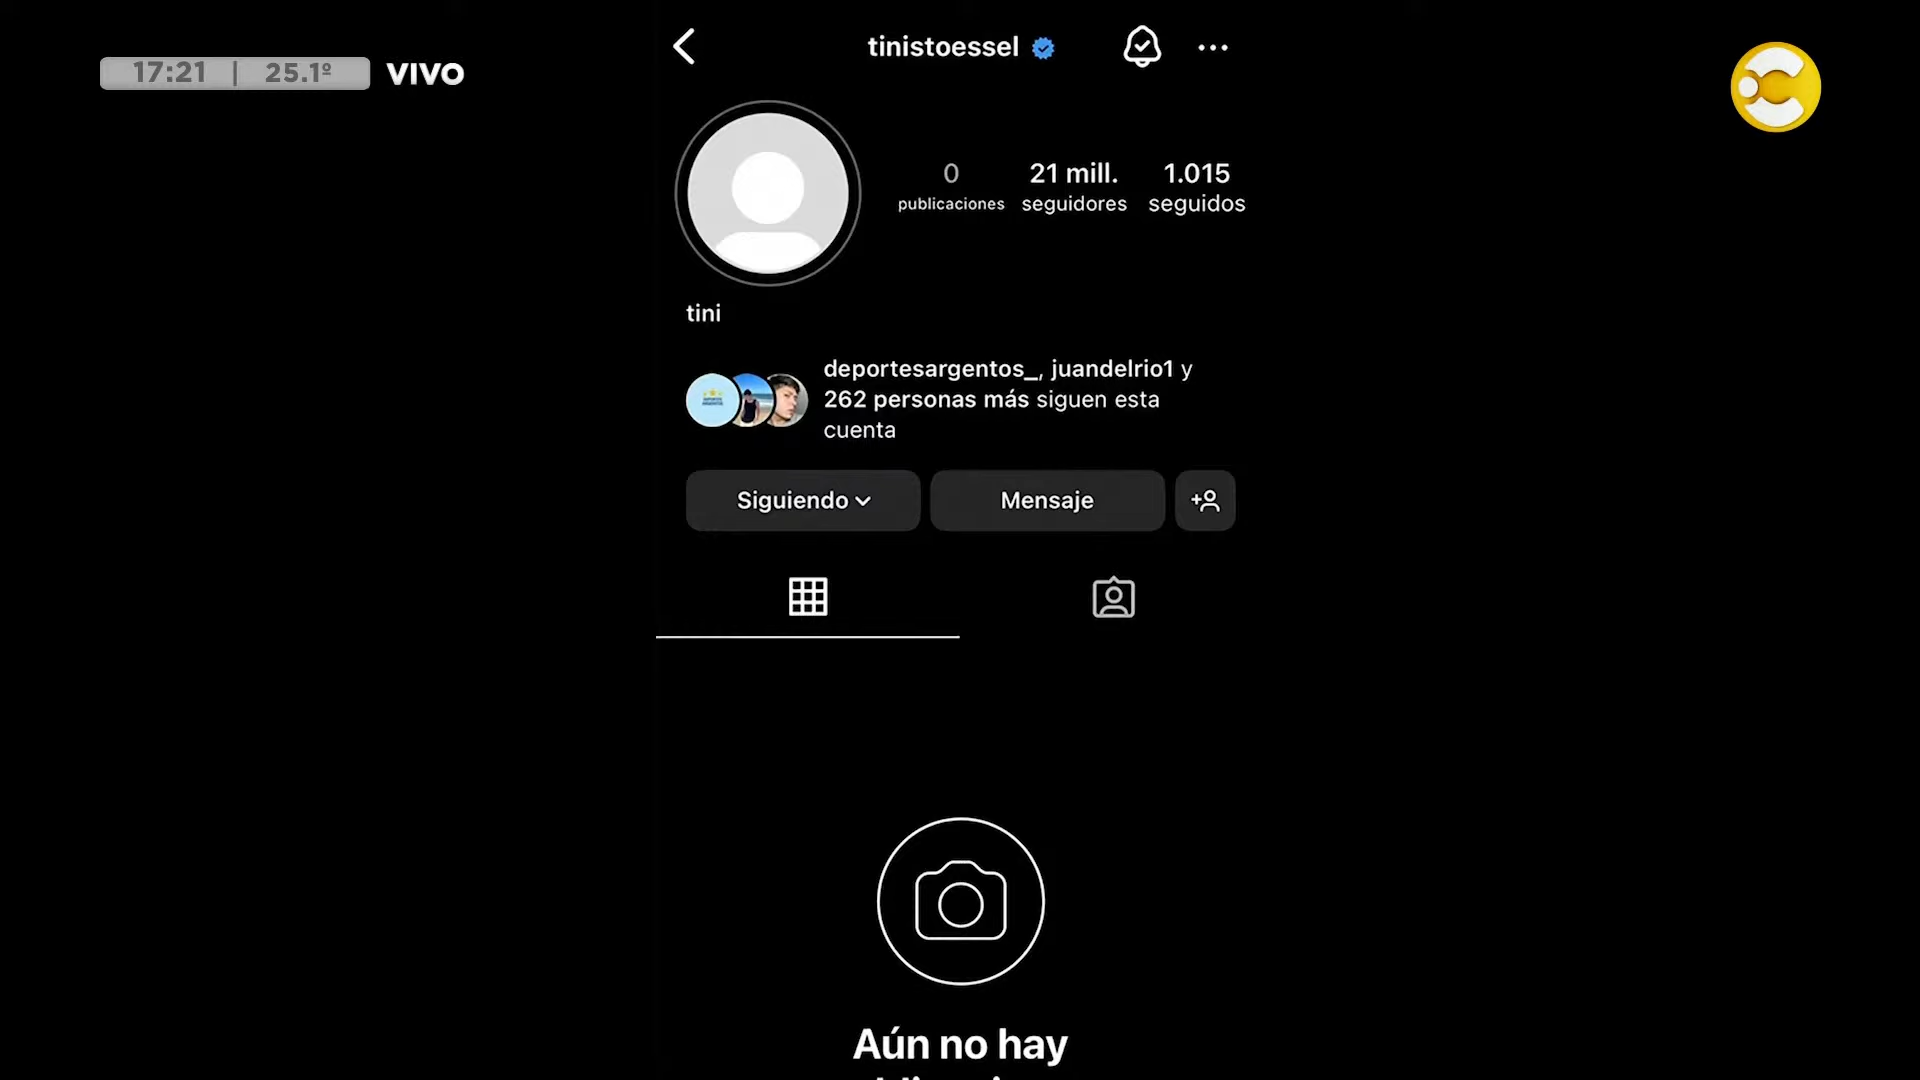 17:21 | 25.1º VIVO
tinistoessel
0 21 mill. 1.015
publicaciones seguidores seguidos
tini
deportesargentos_, juandelrio1 y
262 personas más siguen esta
cuenta
Siguiendo Mensaje
Aún no hay